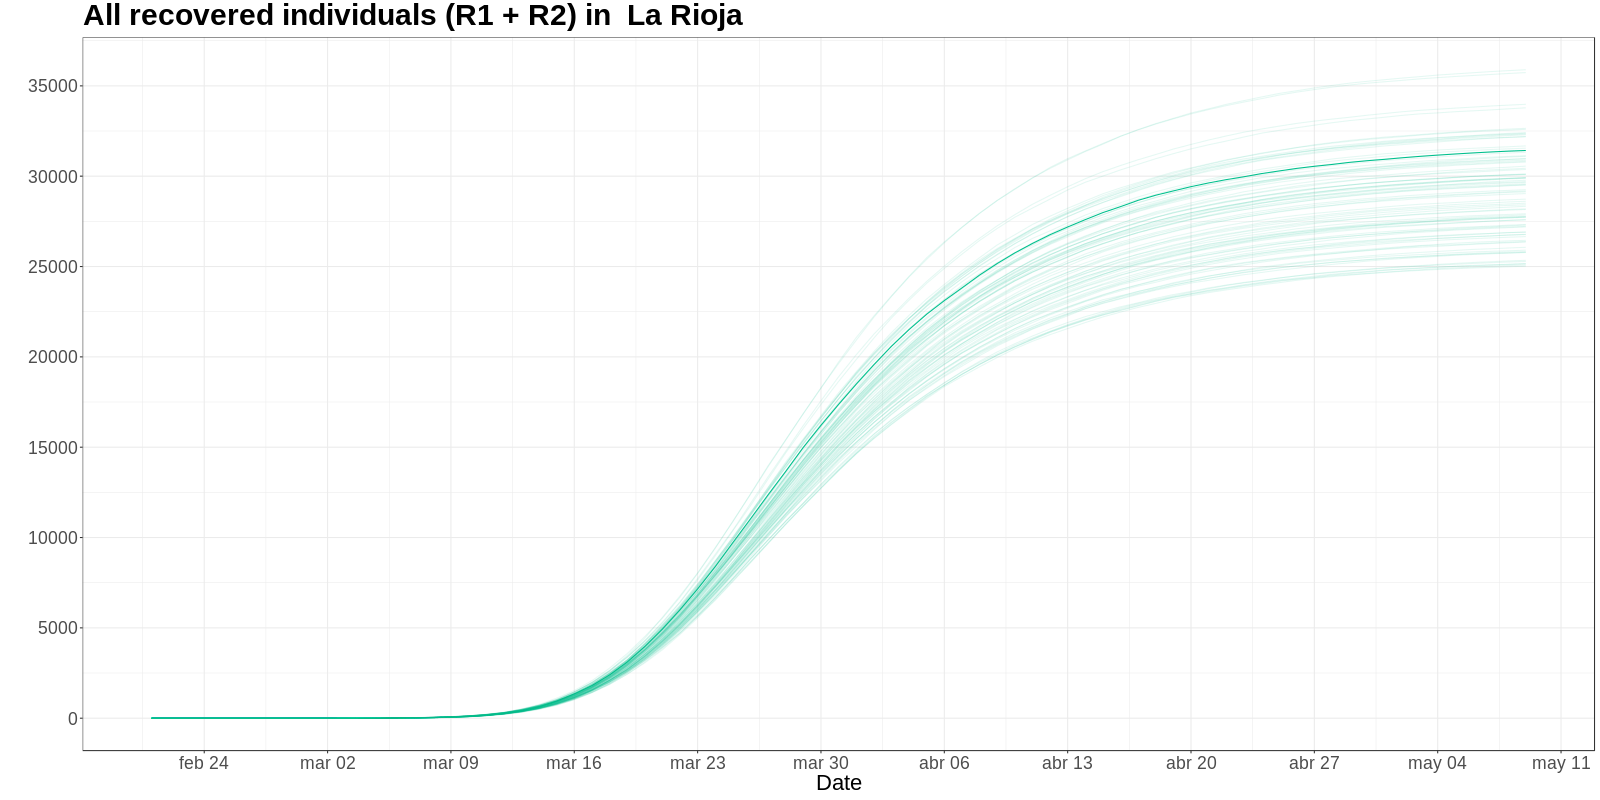 All recovered individuals (R1 + R2) in  La Rioja
35000
30000
25000
20000
15000
10000
5000
0
feb 24 mar 02 mar 09 mar 16 mar 23 mar 30 abr 06 abr 13 abr 20 abr 27 may 04 may 11
Date